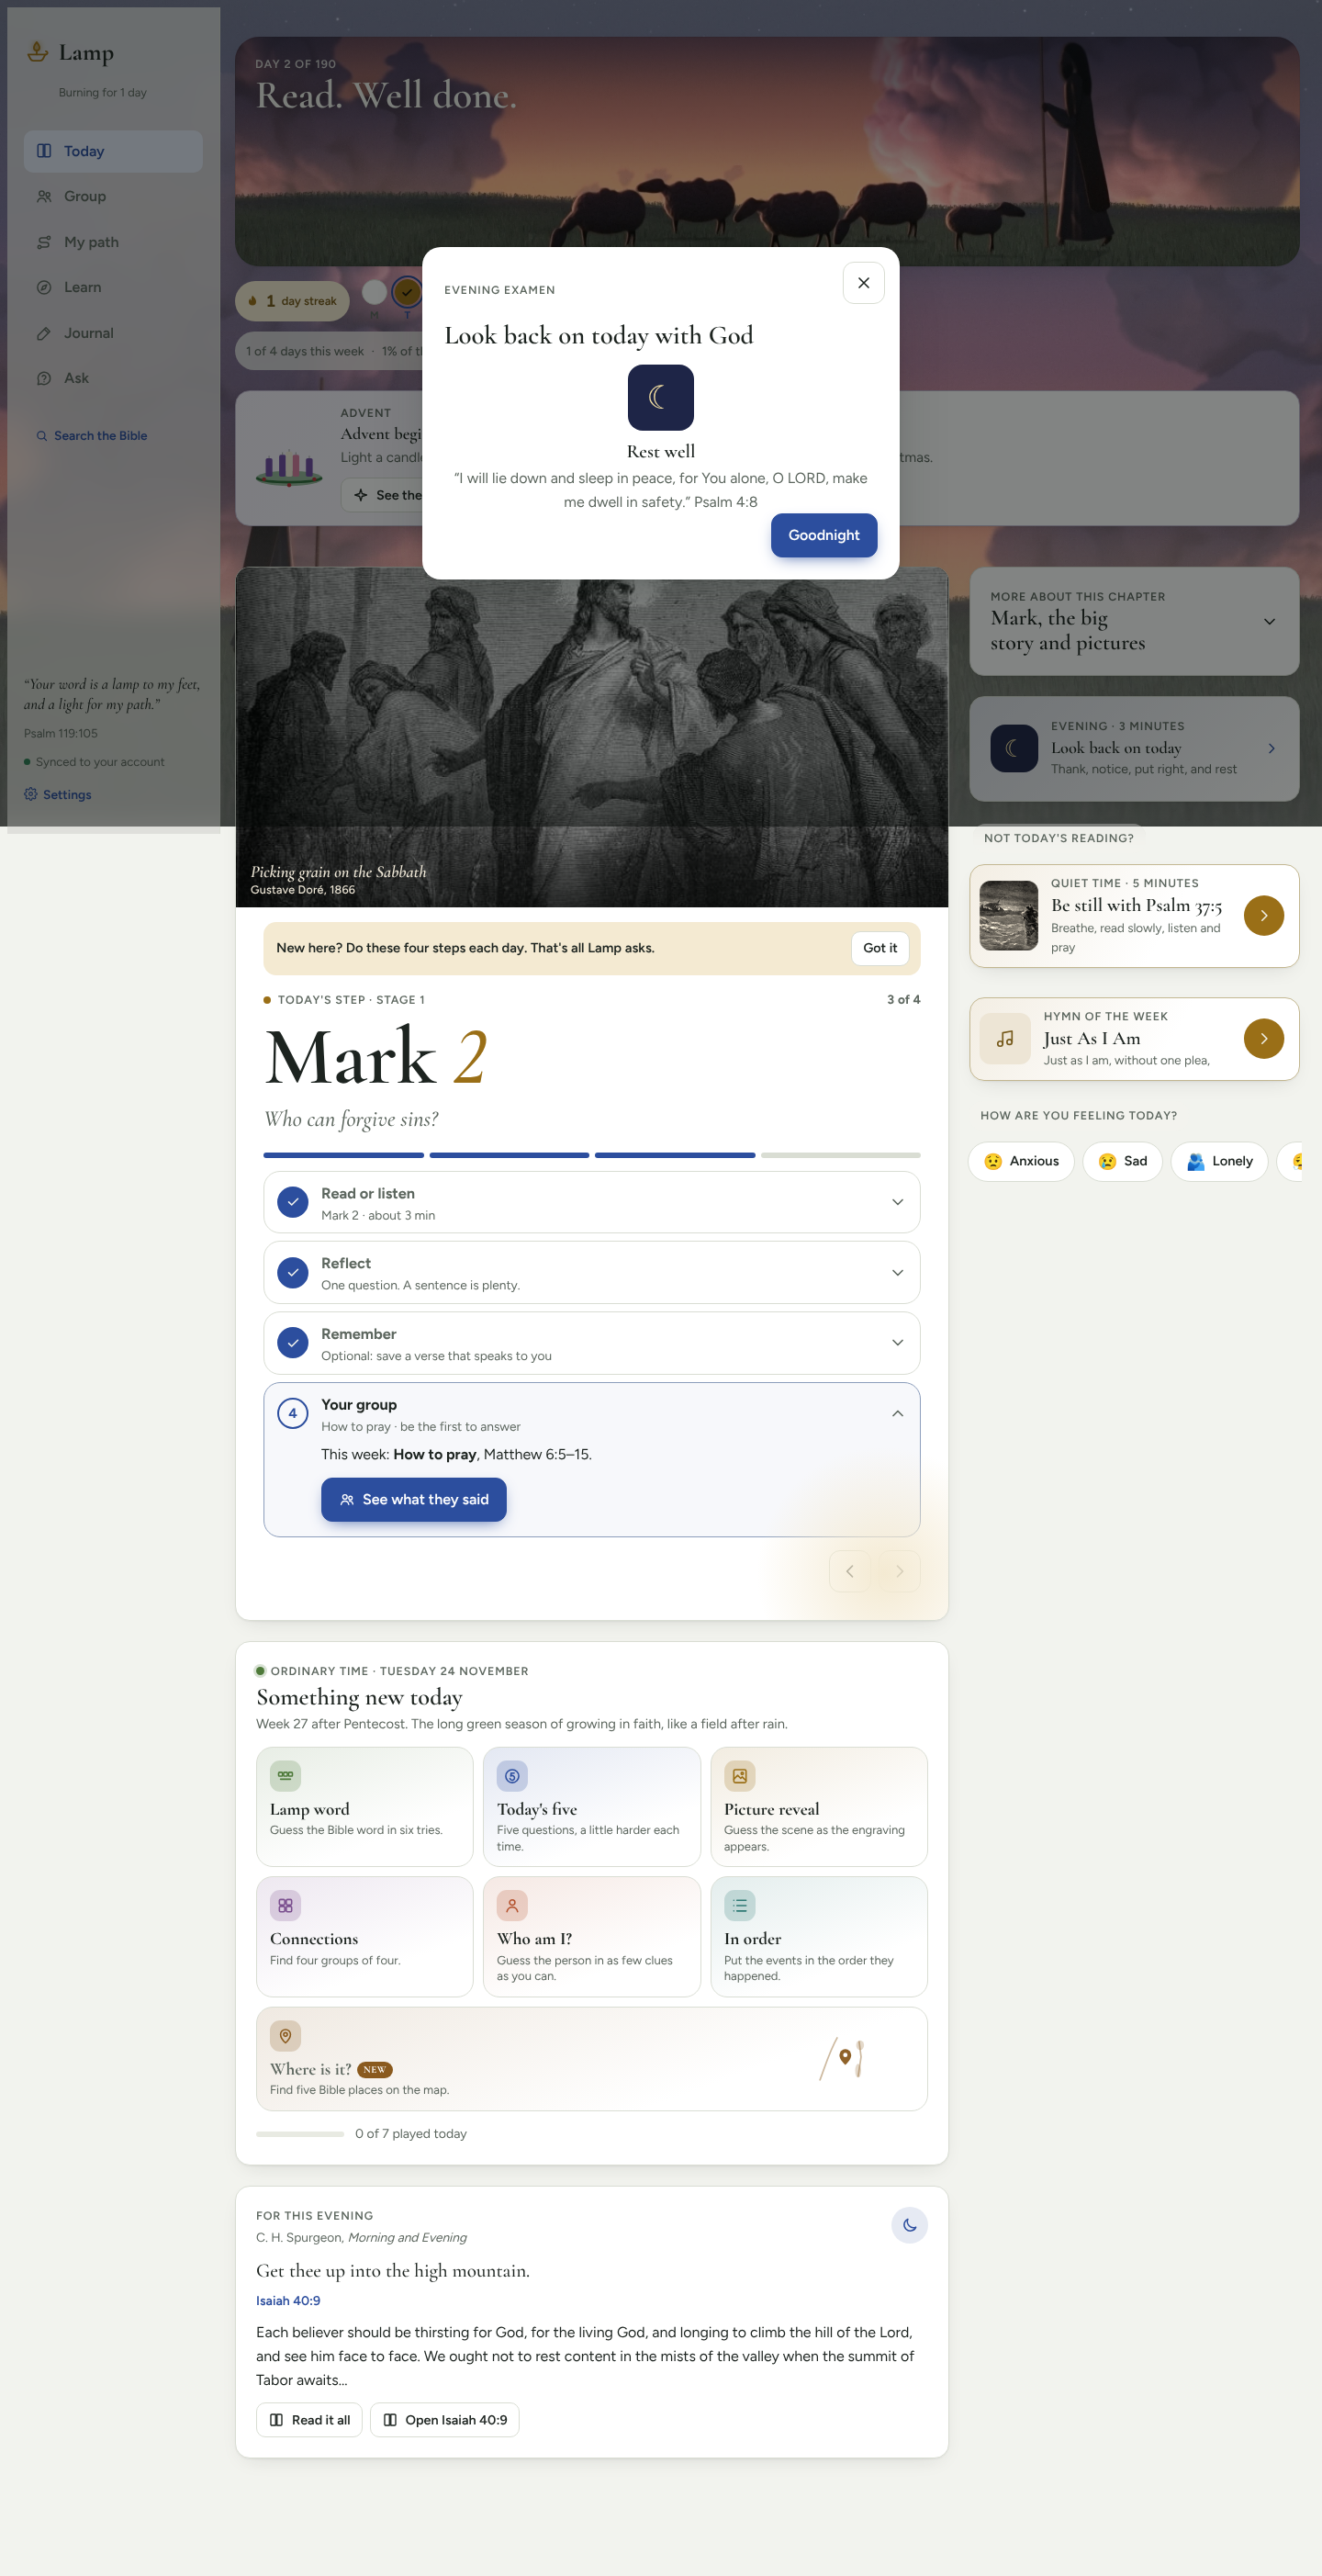 Lamp
Burning for 1 day
Today
Group
My path
Learn
Journal
Ask
Search the Bible
“Your word is a lamp to my feet,
and a light for my path.”
Psalm 119:105
Synced to your account
Settings
DAY 2 OF 190
Read. Well done.
1 day streak
M T
1 of 4 days this week · 1% of
ADVENT
Advent
Light a
tmas.
See the
EVENING EXAMEN
Look back on today with God
Rest well
“I will lie down and sleep in peace, for You alone, O LORD, make
me dwell in safety.” Psalm 4:8
Goodnight
Picking grain on the Sabbath
Gustave Doré, 1866
New here? Do these four steps each day. That's all Lamp asks.
Got it
TODAY'S STEP · STAGE 1
3 of 4
Mark 2
Who can forgive sins?
Read or listen
Mark 2 · about 3 min
Reflect
One question. A sentence is plenty.
Remember
Optional: save a verse that speaks to you
4
Your group
How to pray · be the first to answer
This week: How to pray, Matthew 6:5–15.
See what they said
MORE ABOUT THIS CHAPTER
Mark, the big
story and pictures
EVENING · 3 MINUTES
Look back on today
Thank, notice, put right, and rest
NOT TODAY'S READING?
QUIET TIME · 5 MINUTES
Be still with Psalm 37:5
Breathe, read slowly, listen and
pray
HYMN OF THE WEEK
Just As I Am
Just as I am, without one plea,
HOW ARE YOU FEELING TODAY?
Anxious
Sad
Lonely
ORDINARY TIME · TUESDAY 24 NOVEMBER
Something new today
Week 27 after Pentecost. The long green season of growing in faith, like a field after rain.
Lamp word
Guess the Bible word in six tries.
5
Today's five
Five questions, a little harder each
time.
Picture reveal
Guess the scene as the engraving
appears.
Connections
Find four groups of four.
Who am I?
Guess the person in as few clues
as you can.
In order
Put the events in the order they
happened.
Where is it? NEW
Find five Bible places on the map.
0 of 7 played today
FOR THIS EVENING
C. H. Spurgeon, Morning and Evening
Get thee up into the high mountain.
Isaiah 40:9
Each believer should be thirsting for God, for the living God, and longing to climb the hill of the Lord,
and see him face to face. We ought not to rest content in the mists of the valley when the summit of
Tabor awaits…
Read it all
Open Isaiah 40:9